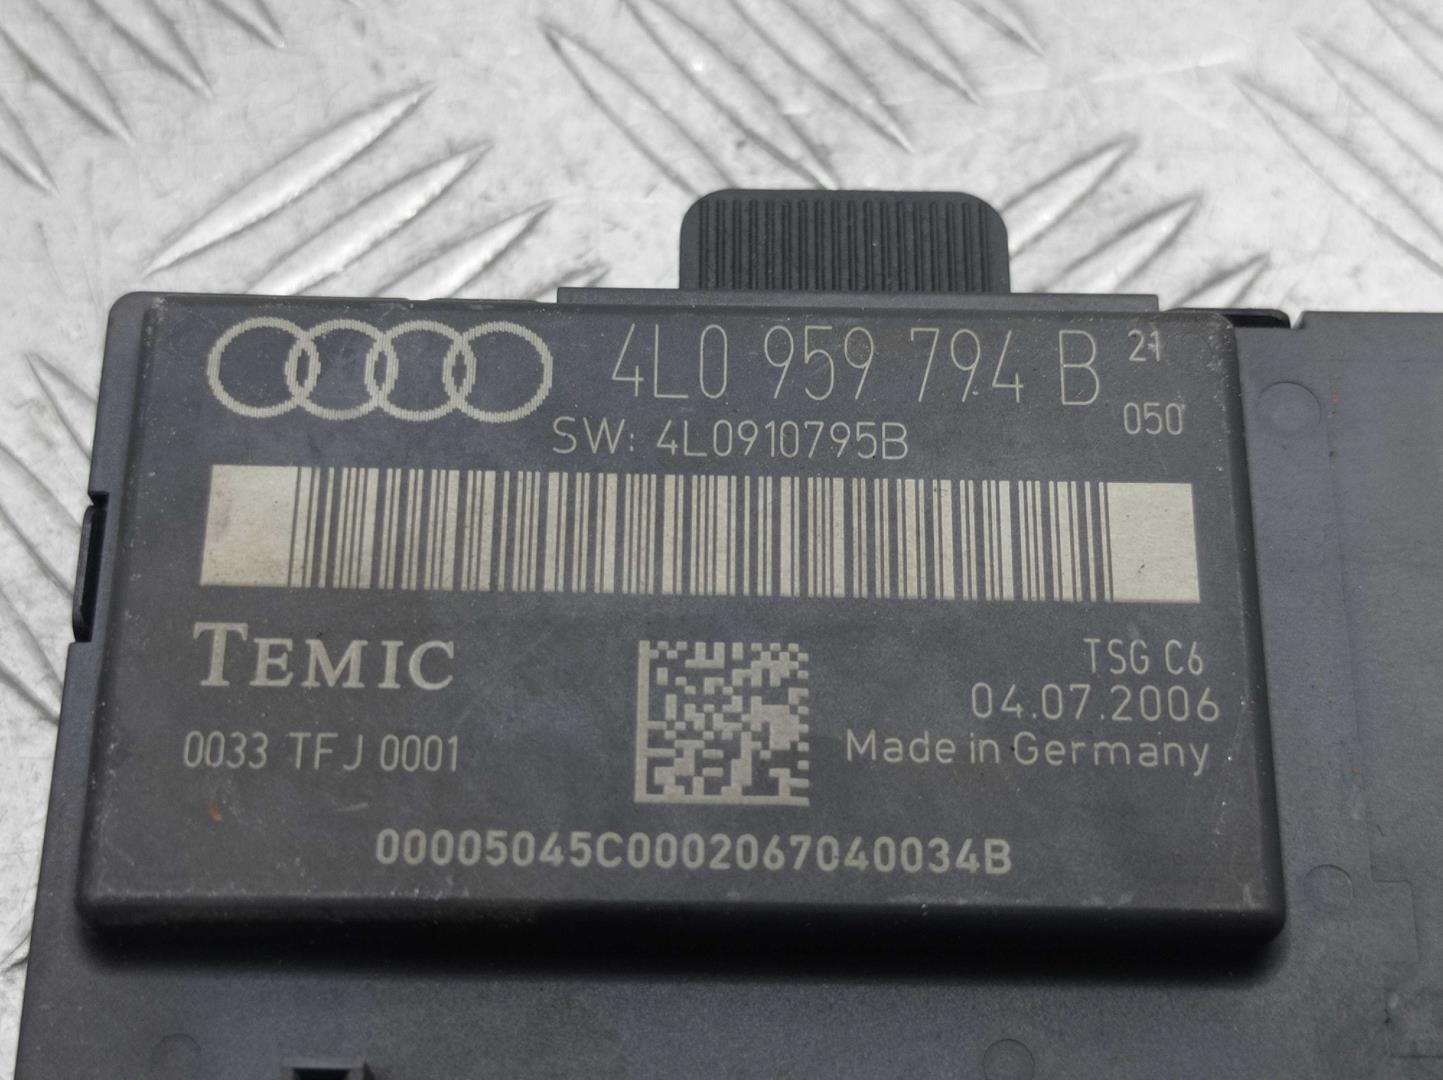 4L0 959 794 B 21
050
SW: 4L0910795B
TEMIC
TSG C6
04.07.2006
0033 TFJ 0001
Made in Germany
00005045C0002067040034B